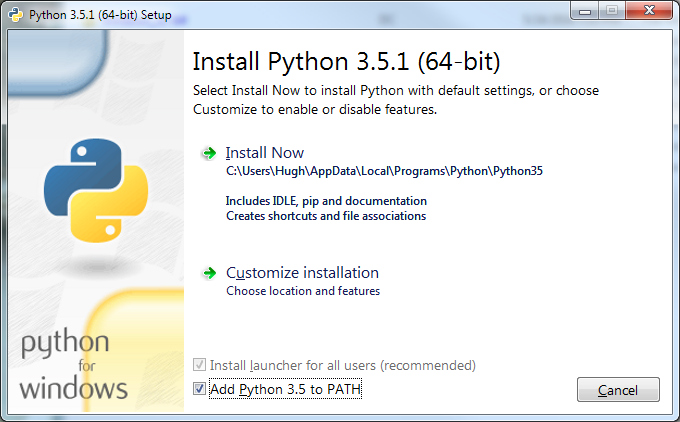 Python 3.5.1 (64-bit) Setup
Install Python 3.5.1 (64-bit)
Select Install Now to install Python with default settings, or choose
Customize to enable or disable features.
Install Now
C:\Users\Hugh\AppData\Local\Programs\Python\Python35
Includes IDLE, pip and documentation
Creates shortcuts and file associations
Customize installation
Choose location and features
python
for
windows
Install launcher for all users (recommended)
Add Python 3.5 to PATH
Cancel